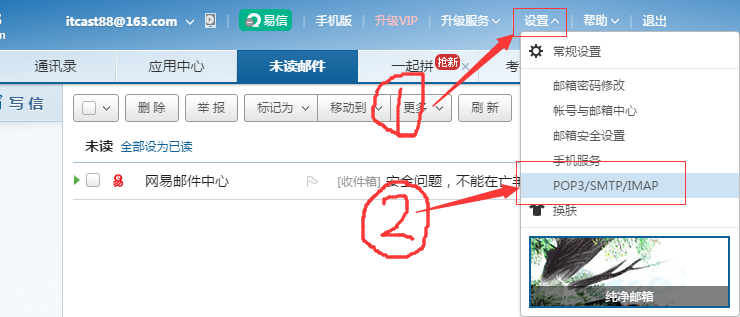 itcast88@163.com 易信 手机版 升级VIP 升级服务 设置 帮助 退出
通讯录 应用中心 未读邮件 一起拼 抢新 考
写信 删除 举报 标记为 移动到 更多 刷新
1
未读 全部设为已读
网易邮件中心 [收件箱] 安全问题，不能在亡羊
2
常规设置
邮箱密码修改
帐号与邮箱中心
邮箱安全设置
手机服务
POP3/SMTP/IMAP
换肤
纯净邮箱